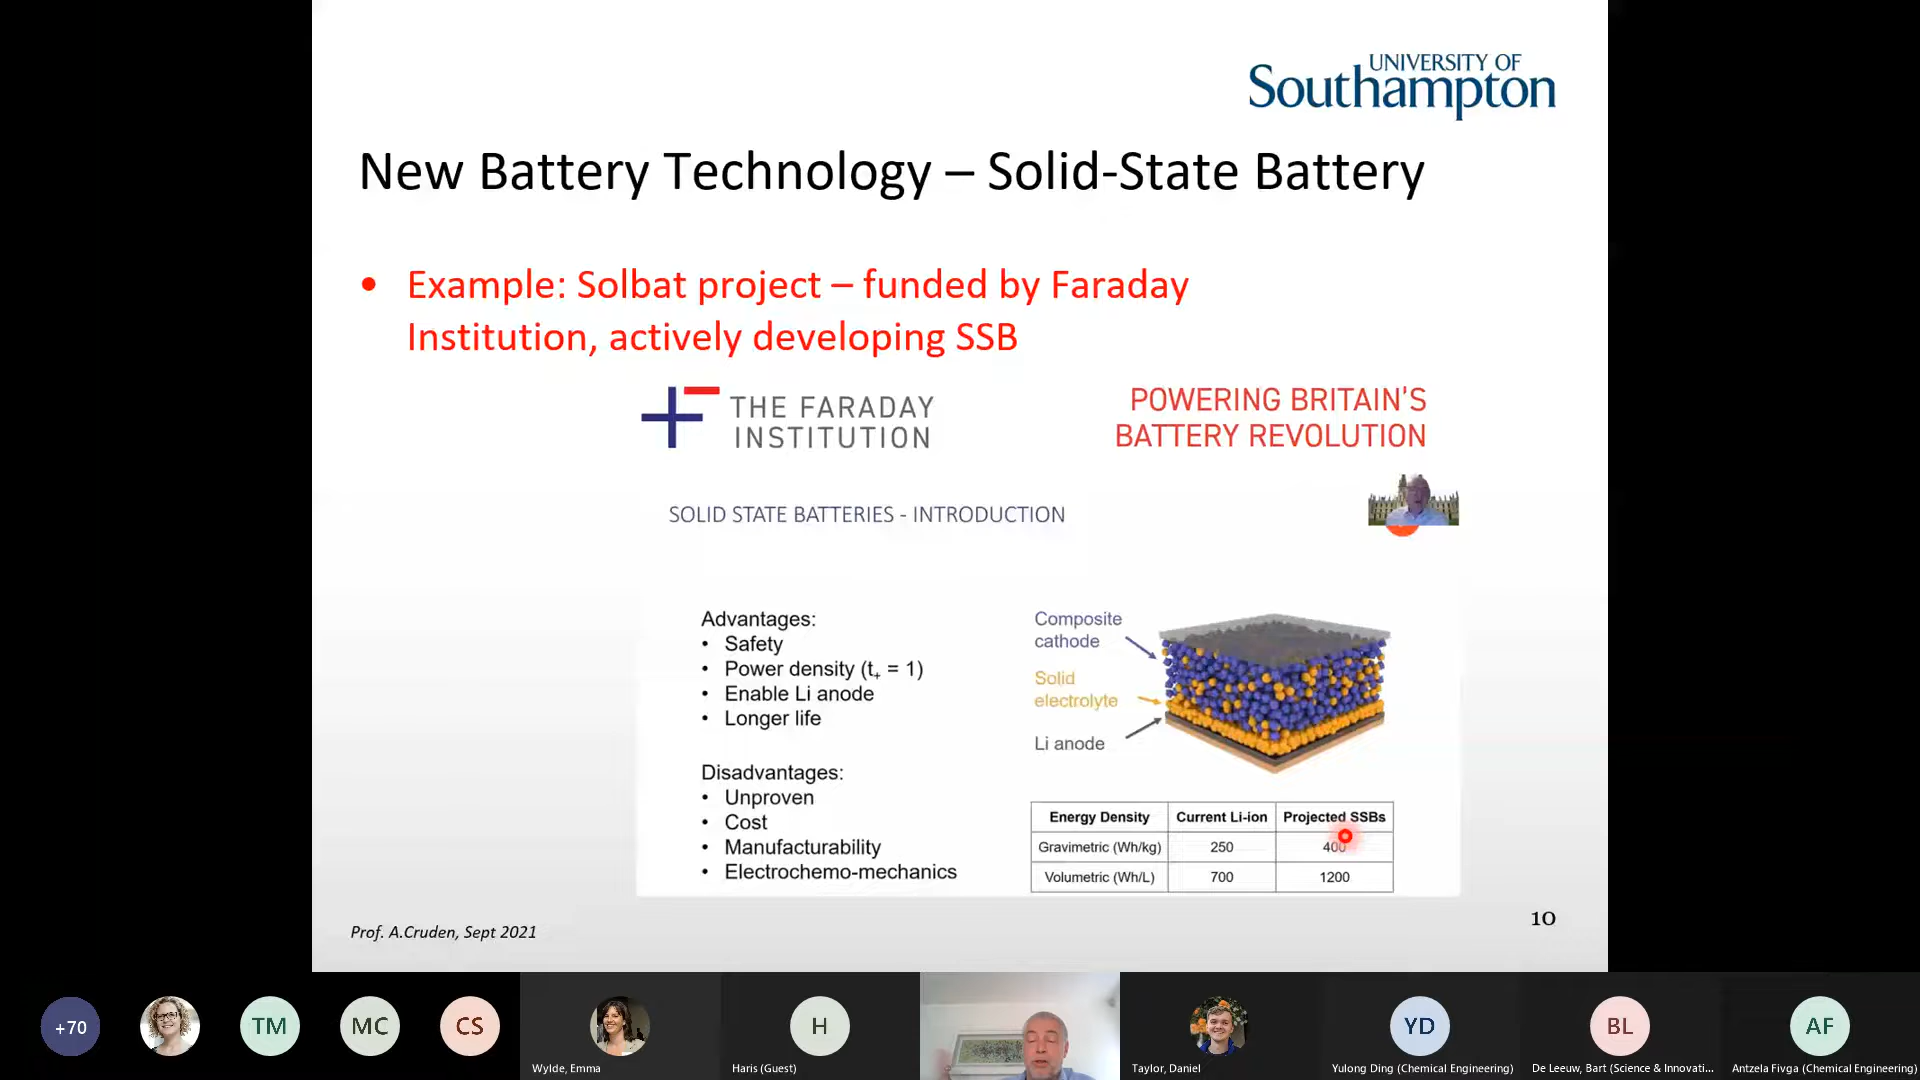 UNIVERSITY OF
Southampton
New Battery Technology – Solid-State Battery
• Example: Solbat project – funded by Faraday
Institution, actively developing SSB
THE FARADAY
INSTITUTION
POWERING BRITAIN'S
BATTERY REVOLUTION
SOLID STATE BATTERIES - INTRODUCTION
Advantages:
• Safety
• Power density (t₊ = 1)
• Enable Li anode
• Longer life
Disadvantages:
• Unproven
• Cost
• Manufacturability
• Electrochemo-mechanics
Composite
cathode
Solid
electrolyte
Li anode
Energy Density Current Li-ion Projected SSBs
Gravimetric (Wh/kg) 250 400
Volumetric (Wh/L) 700 1200
Prof. A.Cruden, Sept 2021
10
+70
TM
MC
CS
Wylde, Emma
H
Haris (Guest)
Taylor, Daniel
YD
Yulong Ding (Chemical Engineering)
BL
De Leeuw, Bart (Science & Innovati...
AF
Antzela Fivga (Chemical Engineering)